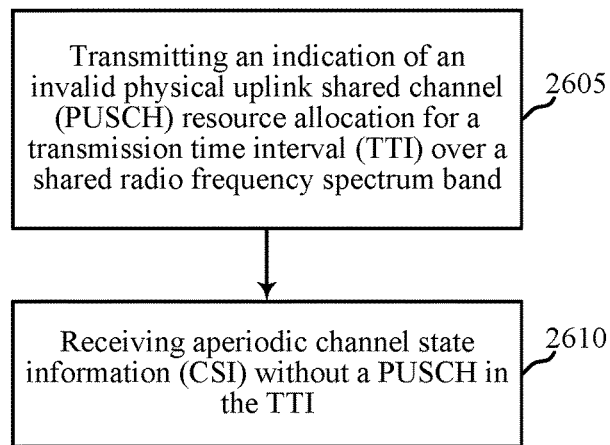 Transmitting an indication of an
invalid physical uplink shared channel
(PUSCH) resource allocation for a
transmission time interval (TTI) over a
shared radio frequency spectrum band
2605
Receiving aperiodic channel state
information (CSI) without a PUSCH in
the TTI
2610